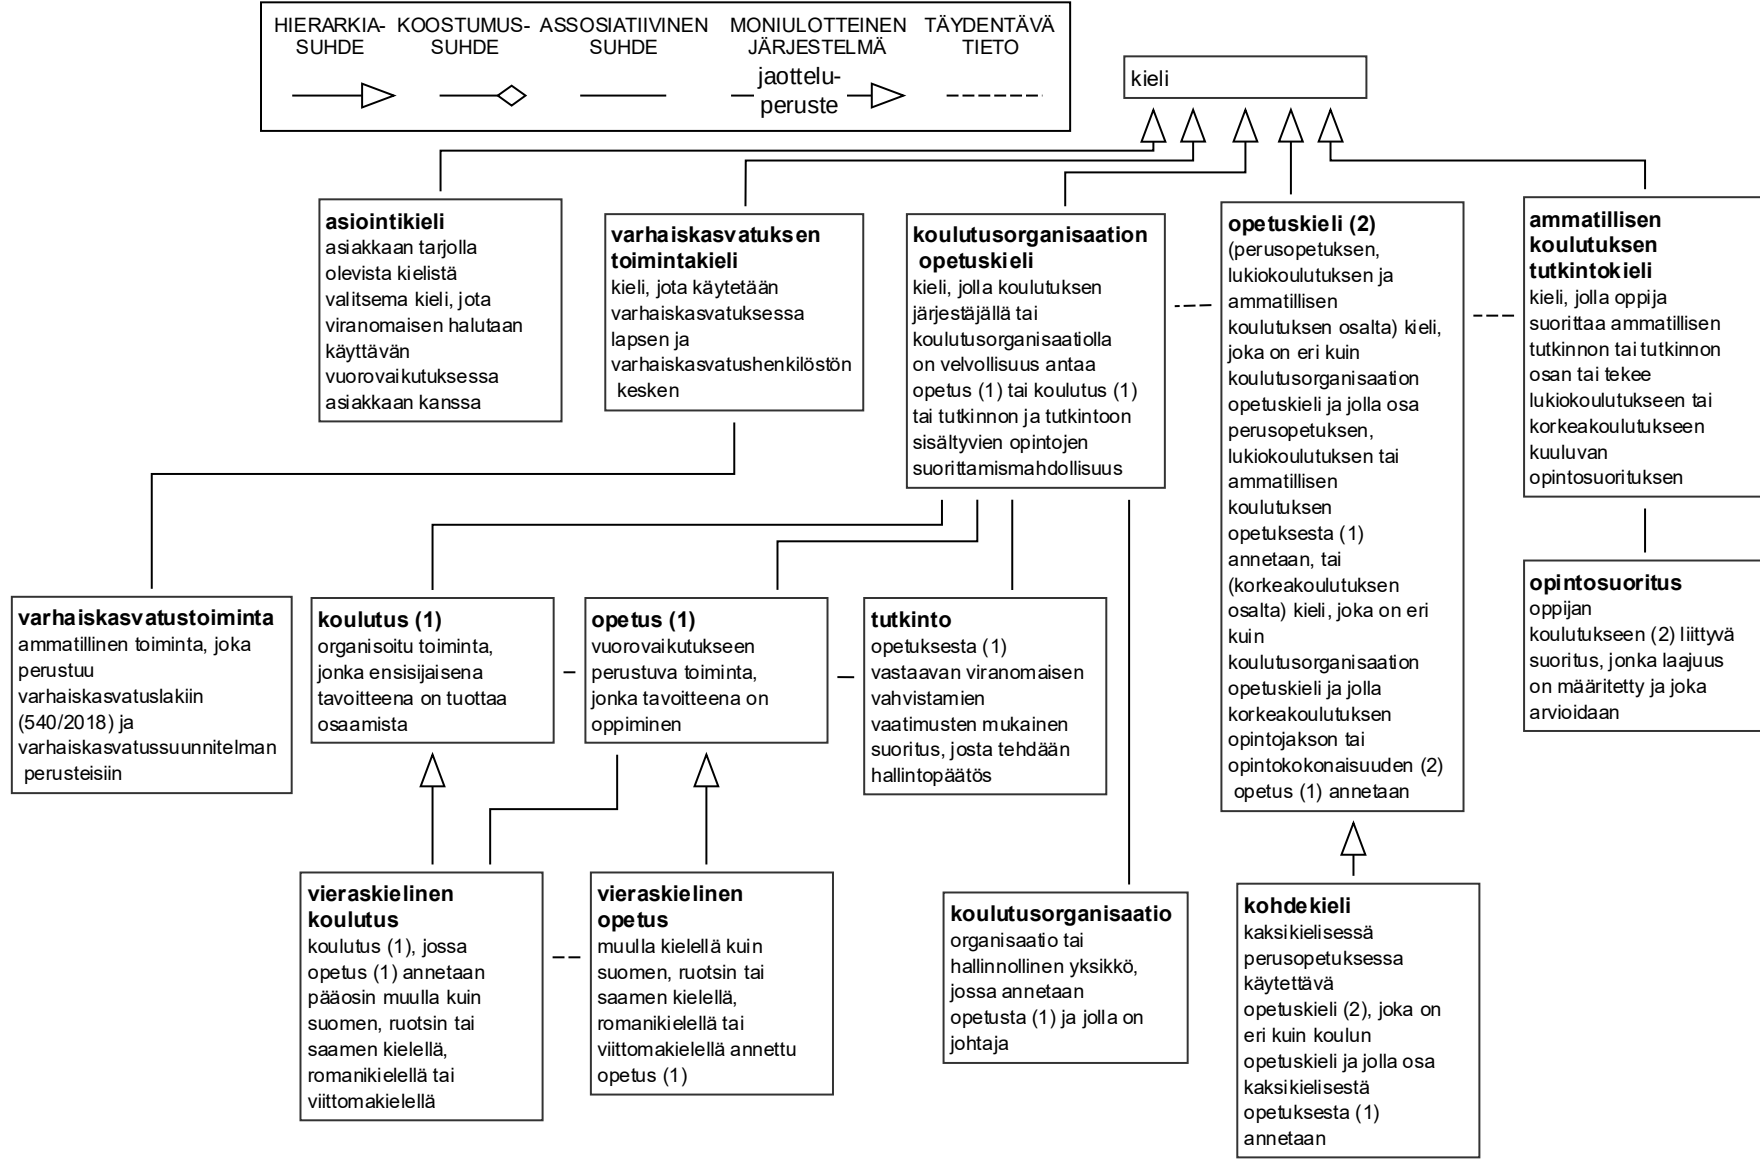 HIERARKIA-
SUHDE
KOOSTUMUS-
SUHDE
ASSOSIATIIVINEN
SUHDE
MONIULOTTEINEN
JÄRJESTELMÄ
jaottelu-
peruste
TÄYDENTÄVÄ
TIETO
kieli
asiointikieli
asiakkaan tarjolla
olevista kielistä
valitsema kieli, jota
viranomaisen halutaan
käyttävän
vuorovaikutuksessa
asiakkaan kanssa
varhaiskasvatuksen
toimintakieli
kieli, jota käytetään
varhaiskasvatuksessa
lapsen ja
varhaiskasvatushenkilöstön
kesken
koulutusorganisaation
opetuskieli
kieli, jolla koulutuksen
järjestäjällä tai
koulutusorganisaatiolla
on velvollisuus antaa
opetus (1) tai koulutus (1)
tai tutkinnon ja tutkintoon
sisältyvien opintojen
suorittamismahdollisuus
opetuskieli (2)
(perusopetuksen,
lukiokoulutuksen ja
ammatillisen
koulutuksen osalta) kieli,
joka on eri kuin
koulutusorganisaation
opetuskieli ja jolla osa
perusopetuksen,
lukiokoulutuksen tai
ammatillisen
koulutuksen
opetuksesta (1)
annetaan, tai
(korkeakoulutuksen
osalta) kieli, joka on eri
kuin
koulutusorganisaation
opetuskieli ja jolla
korkeakoulutuksen
opintojakson tai
opintokokonaisuuden (2)
opetus (1) annetaan
ammatillisen
koulutuksen
tutkintokieli
kieli, jolla oppija
suorittaa ammatillisen
tutkinnon tai tutkinnon
osan tai tekee
lukiokoulutukseen tai
korkeakoulutukseen
kuuluvan
opintosuorituksen
varhaiskasvatustoiminta
ammatillinen toiminta, joka
perustuu
varhaiskasvatuslakiin
(540/2018) ja
varhaiskasvatussuunnitelman
perusteisiin
koulutus (1)
organisoitu toiminta,
jonka ensisijaisena
tavoitteena on tuottaa
osaamista
opetus (1)
vuorovaikutukseen
perustuva toiminta,
jonka tavoitteena on
oppiminen
tutkinto
opetuksesta (1)
vastaavan viranomaisen
vahvistamien
vaatimusten mukainen
suoritus, josta tehdään
hallintopäätös
opintosuoritus
oppijan
koulutukseen (2) liittyvä
suoritus, jonka laajuus
on määritetty ja joka
arvioidaan
vieraskielinen
koulutus
koulutus (1), jossa
opetus (1) annetaan
pääosin muulla kuin
suomen, ruotsin tai
saamen kielellä,
romanikielellä tai
viittomakielellä
vieraskielinen
opetus
muulla kielellä kuin
suomen, ruotsin tai
saamen kielellä,
romanikielellä tai
viittomakielellä annettu
opetus (1)
koulutusorganisaatio
organisaatio tai
hallinnollinen yksikkö,
jossa annetaan
opetusta (1) ja jolla on
johtaja
kohdekieli
kaksikielisessä
perusopetuksessa
käytettävä
opetuskieli (2), joka on
eri kuin koulun
opetuskieli ja jolla osa
kaksikielisestä
opetuksesta (1)
annetaan